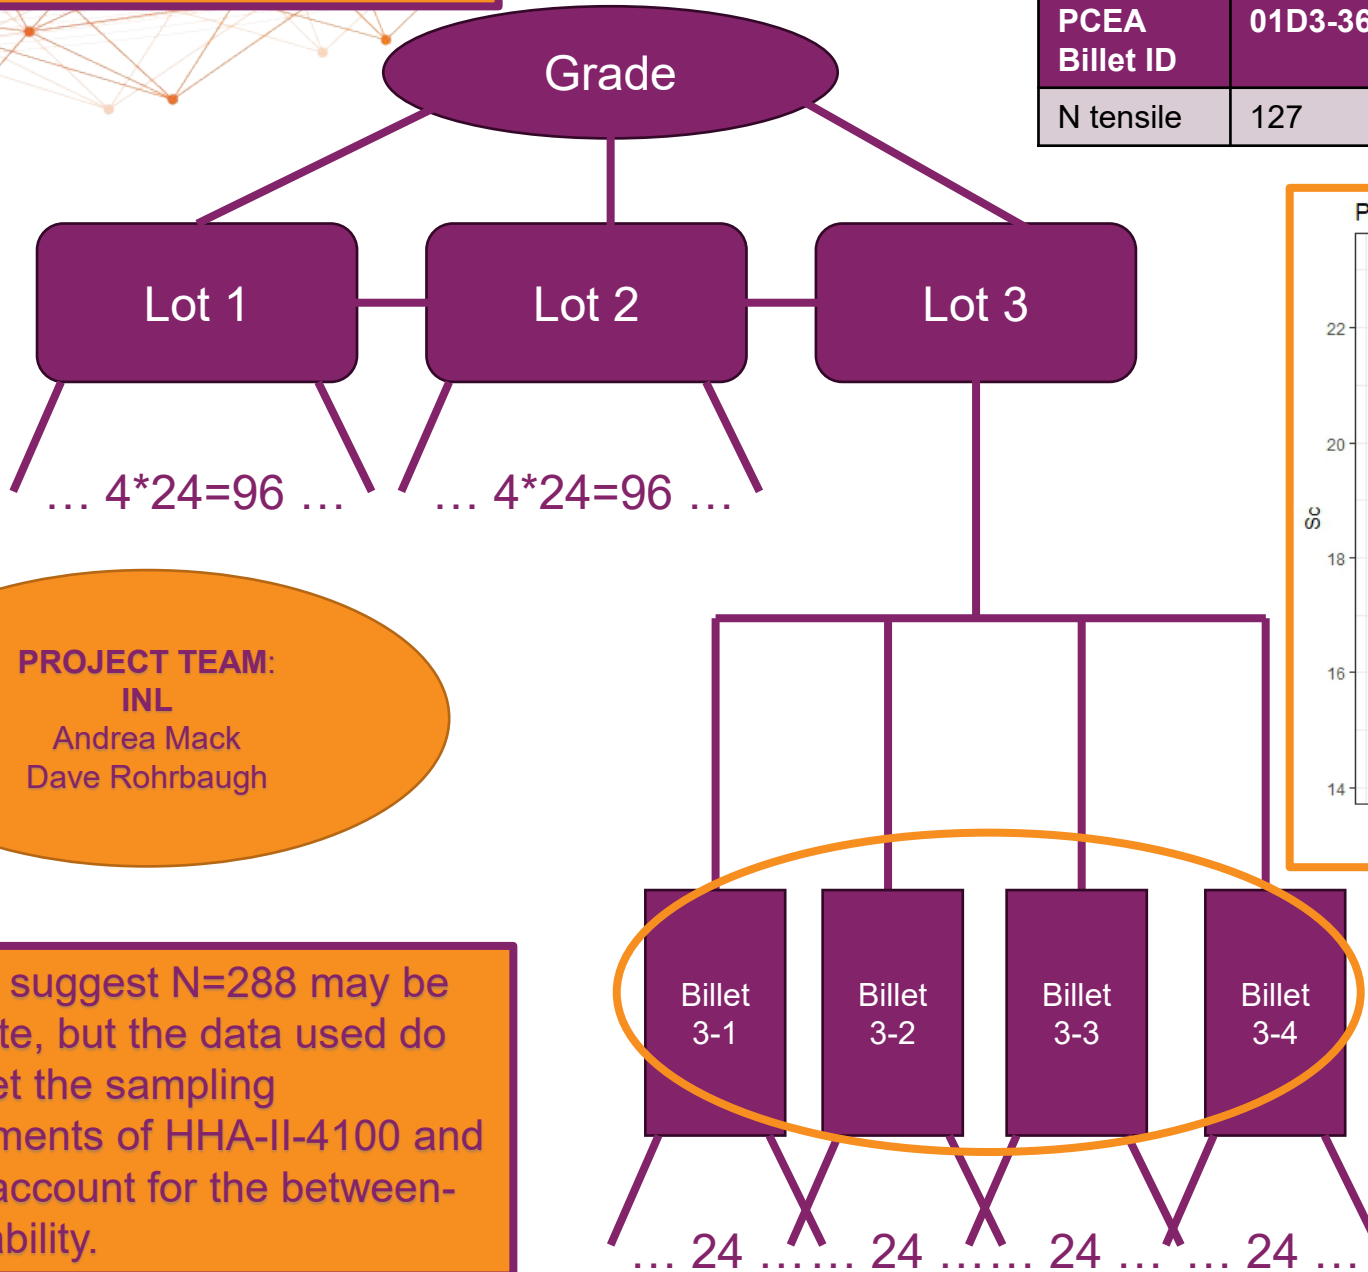 Grade
PCEA
Billet ID
01D3-36
N tensile
127
Lot 1
Lot 2
Lot 3
… 4*24=96 …
… 4*24=96 …
P
22
20
18
16
14
Sc
PROJECT TEAM:
INL
Andrea Mack
Dave Rohrbaugh
suggest N=288 may be
te, but the data used do
et the sampling
ments of HHA-II-4100 and
account for the between-
ability.
Billet
3-1
Billet
3-2
Billet
3-3
Billet
3-4
… 24 …
… 24 …
… 24 …
… 24 …